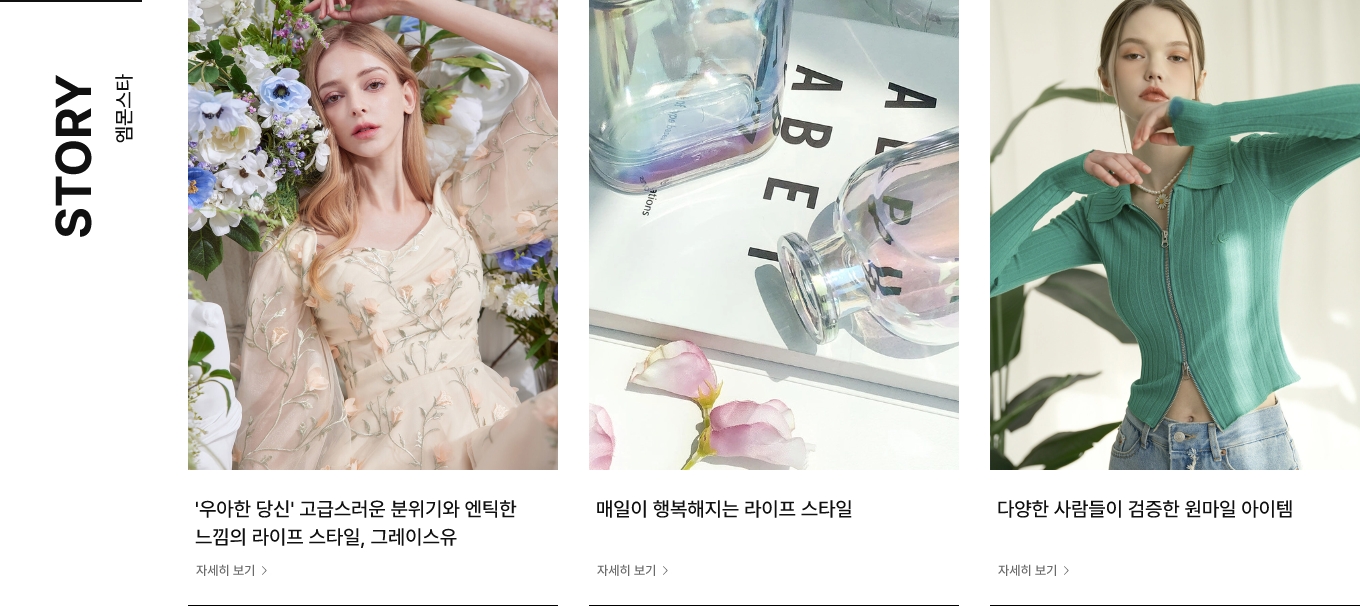 STORY
엠몬스타
A
ABE
ations
'우아한 당신' 고급스러운 분위기와 엔틱한
느낌의 라이프 스타일, 그레이스유
자세히 보기
매일이 행복해지는 라이프 스타일
자세히 보기
다양한 사람들이 검증한 원마일 아이템
자세히 보기